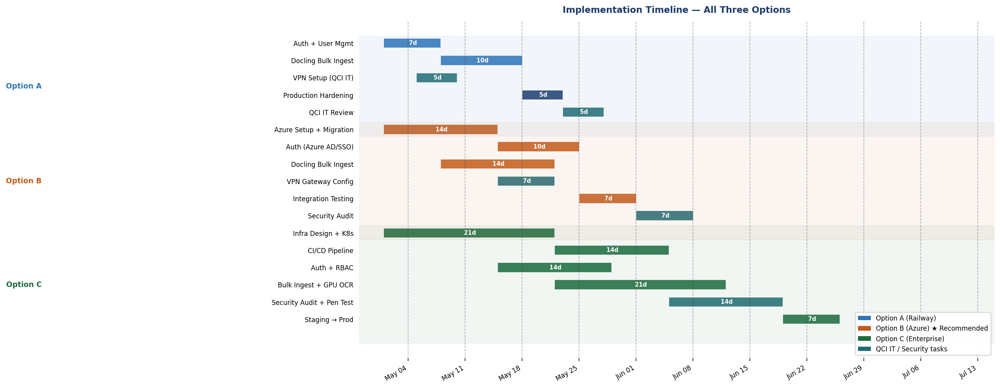 Implementation Timeline — All Three Options
Option A
Auth + User Mgmt
7d
Docling Bulk Ingest
10d
VPN Setup (QCI IT)
5d
Production Hardening
5d
QCI IT Review
5d
Option B
Azure Setup + Migration
14d
Auth (Azure AD/SSO)
10d
Docling Bulk Ingest
14d
VPN Gateway Config
7d
Integration Testing
7d
Security Audit
7d
Option C
Infra Design + K8s
21d
CI/CD Pipeline
14d
Auth + RBAC
14d
Bulk Ingest + GPU OCR
21d
Security Audit + Pen Test
14d
Staging → Prod
7d
Option A (Railway)
Option B (Azure) ★ Recommended
Option C (Enterprise)
QCI IT / Security tasks
May 04
May 11
May 18
May 25
Jun 01
Jun 08
Jun 15
Jun 22
Jun 29
Jul 06
Jul 13